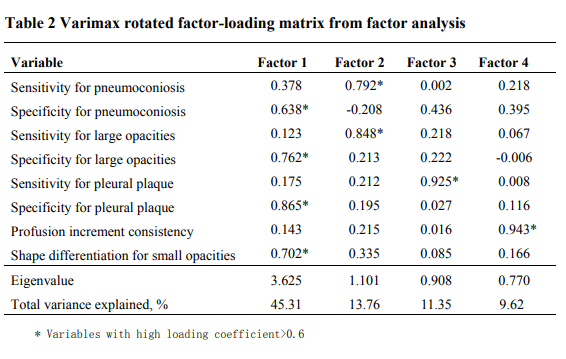 Table 2 Varimax rotated factor-loading matrix from factor analysis
Variable Factor 1 Factor 2 Factor 3 Factor 4
Sensitivity for pneumoconiosis 0.378 0.792* 0.002 0.218
Specificity for pneumoconiosis 0.638* -0.208 0.436 0.395
Sensitivity for large opacities 0.123 0.848* 0.218 0.067
Specificity for large opacities 0.762* 0.213 0.222 -0.006
Sensitivity for pleural plaque 0.175 0.212 0.925* 0.008
Specificity for pleural plaque 0.865* 0.195 0.027 0.116
Profusion increment consistency 0.143 0.215 0.016 0.943*
Shape differentiation for small opacities 0.702* 0.335 0.085 0.166
Eigenvalue 3.625 1.101 0.908 0.770
Total variance explained, % 45.31 13.76 11.35 9.62
* Variables with high loading coefficient>0.6